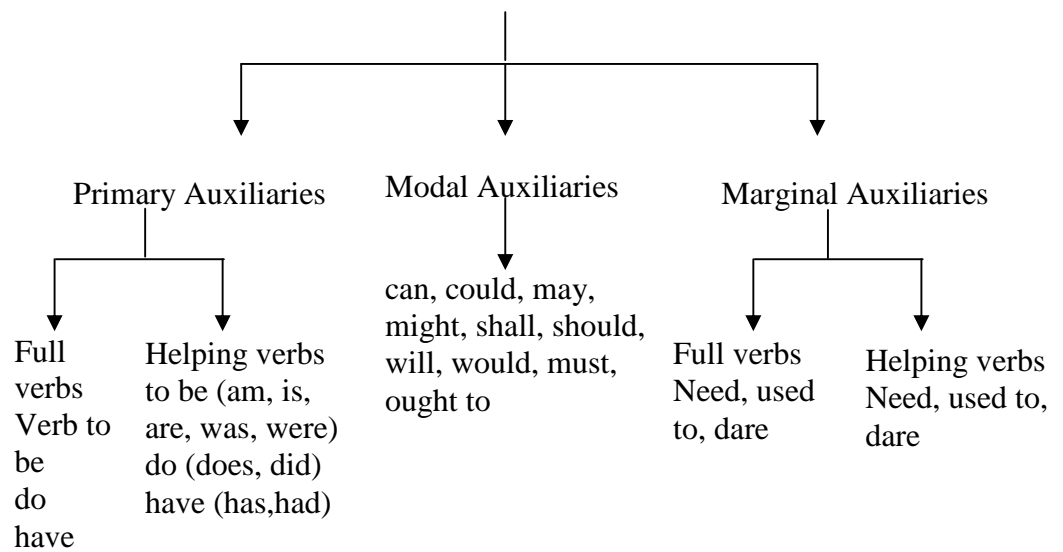 Primary Auxiliaries
Modal Auxiliaries
Marginal Auxiliaries
Full
verbs
Verb to
be
do
have
Helping verbs
to be (am, is,
are, was, were)
do (does, did)
have (has,had)
can, could, may,
might, shall, should,
will, would, must,
ought to
Full verbs
Need, used
to, dare
Helping verbs
Need, used to,
dare